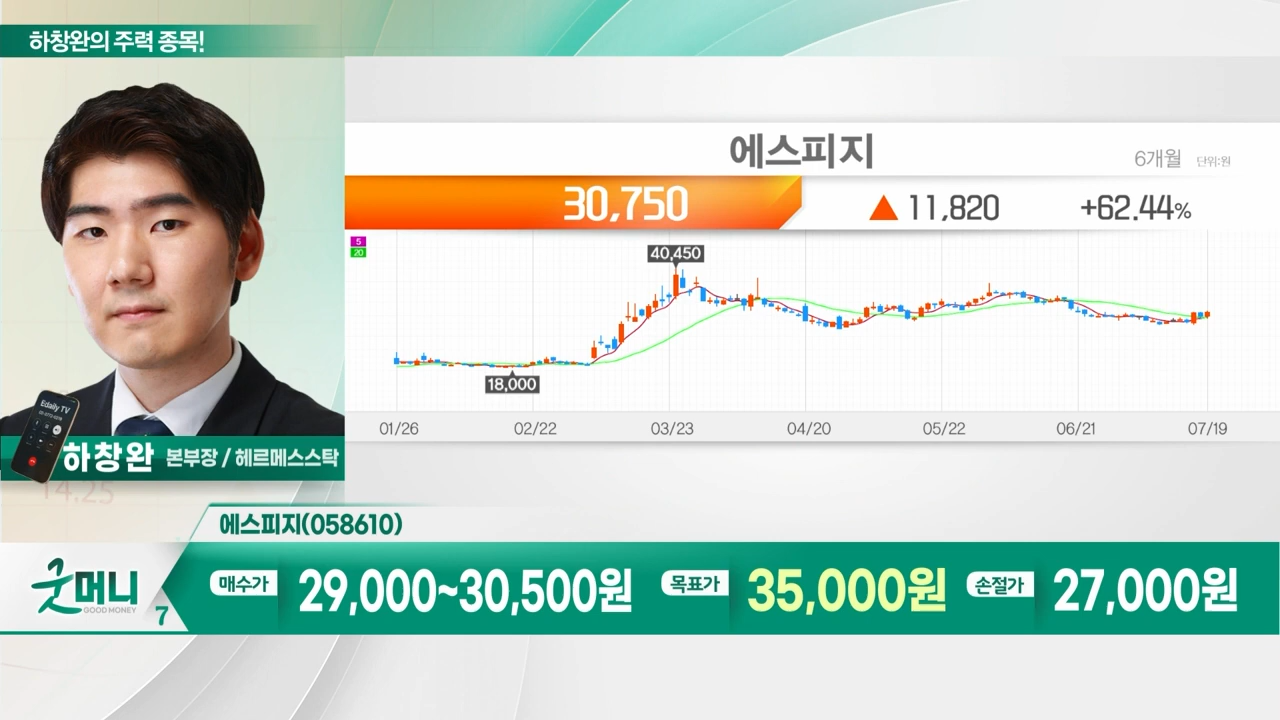 하창완의 주력 종목!
에스피지
6개월 단위:원
30,750 ▲ 11,820 +62.44%
5
20
40,450
18,000
01/26 02/22 03/23 04/20 05/22 06/21 07/19
Edaily TV
하창완 본부장 / 헤르메스스탁
14.25
에스피지(058610)
굿머니
GOOD MONEY
7
매수가 29,000~30,500원 목표가 35,000원 손절가 27,000원